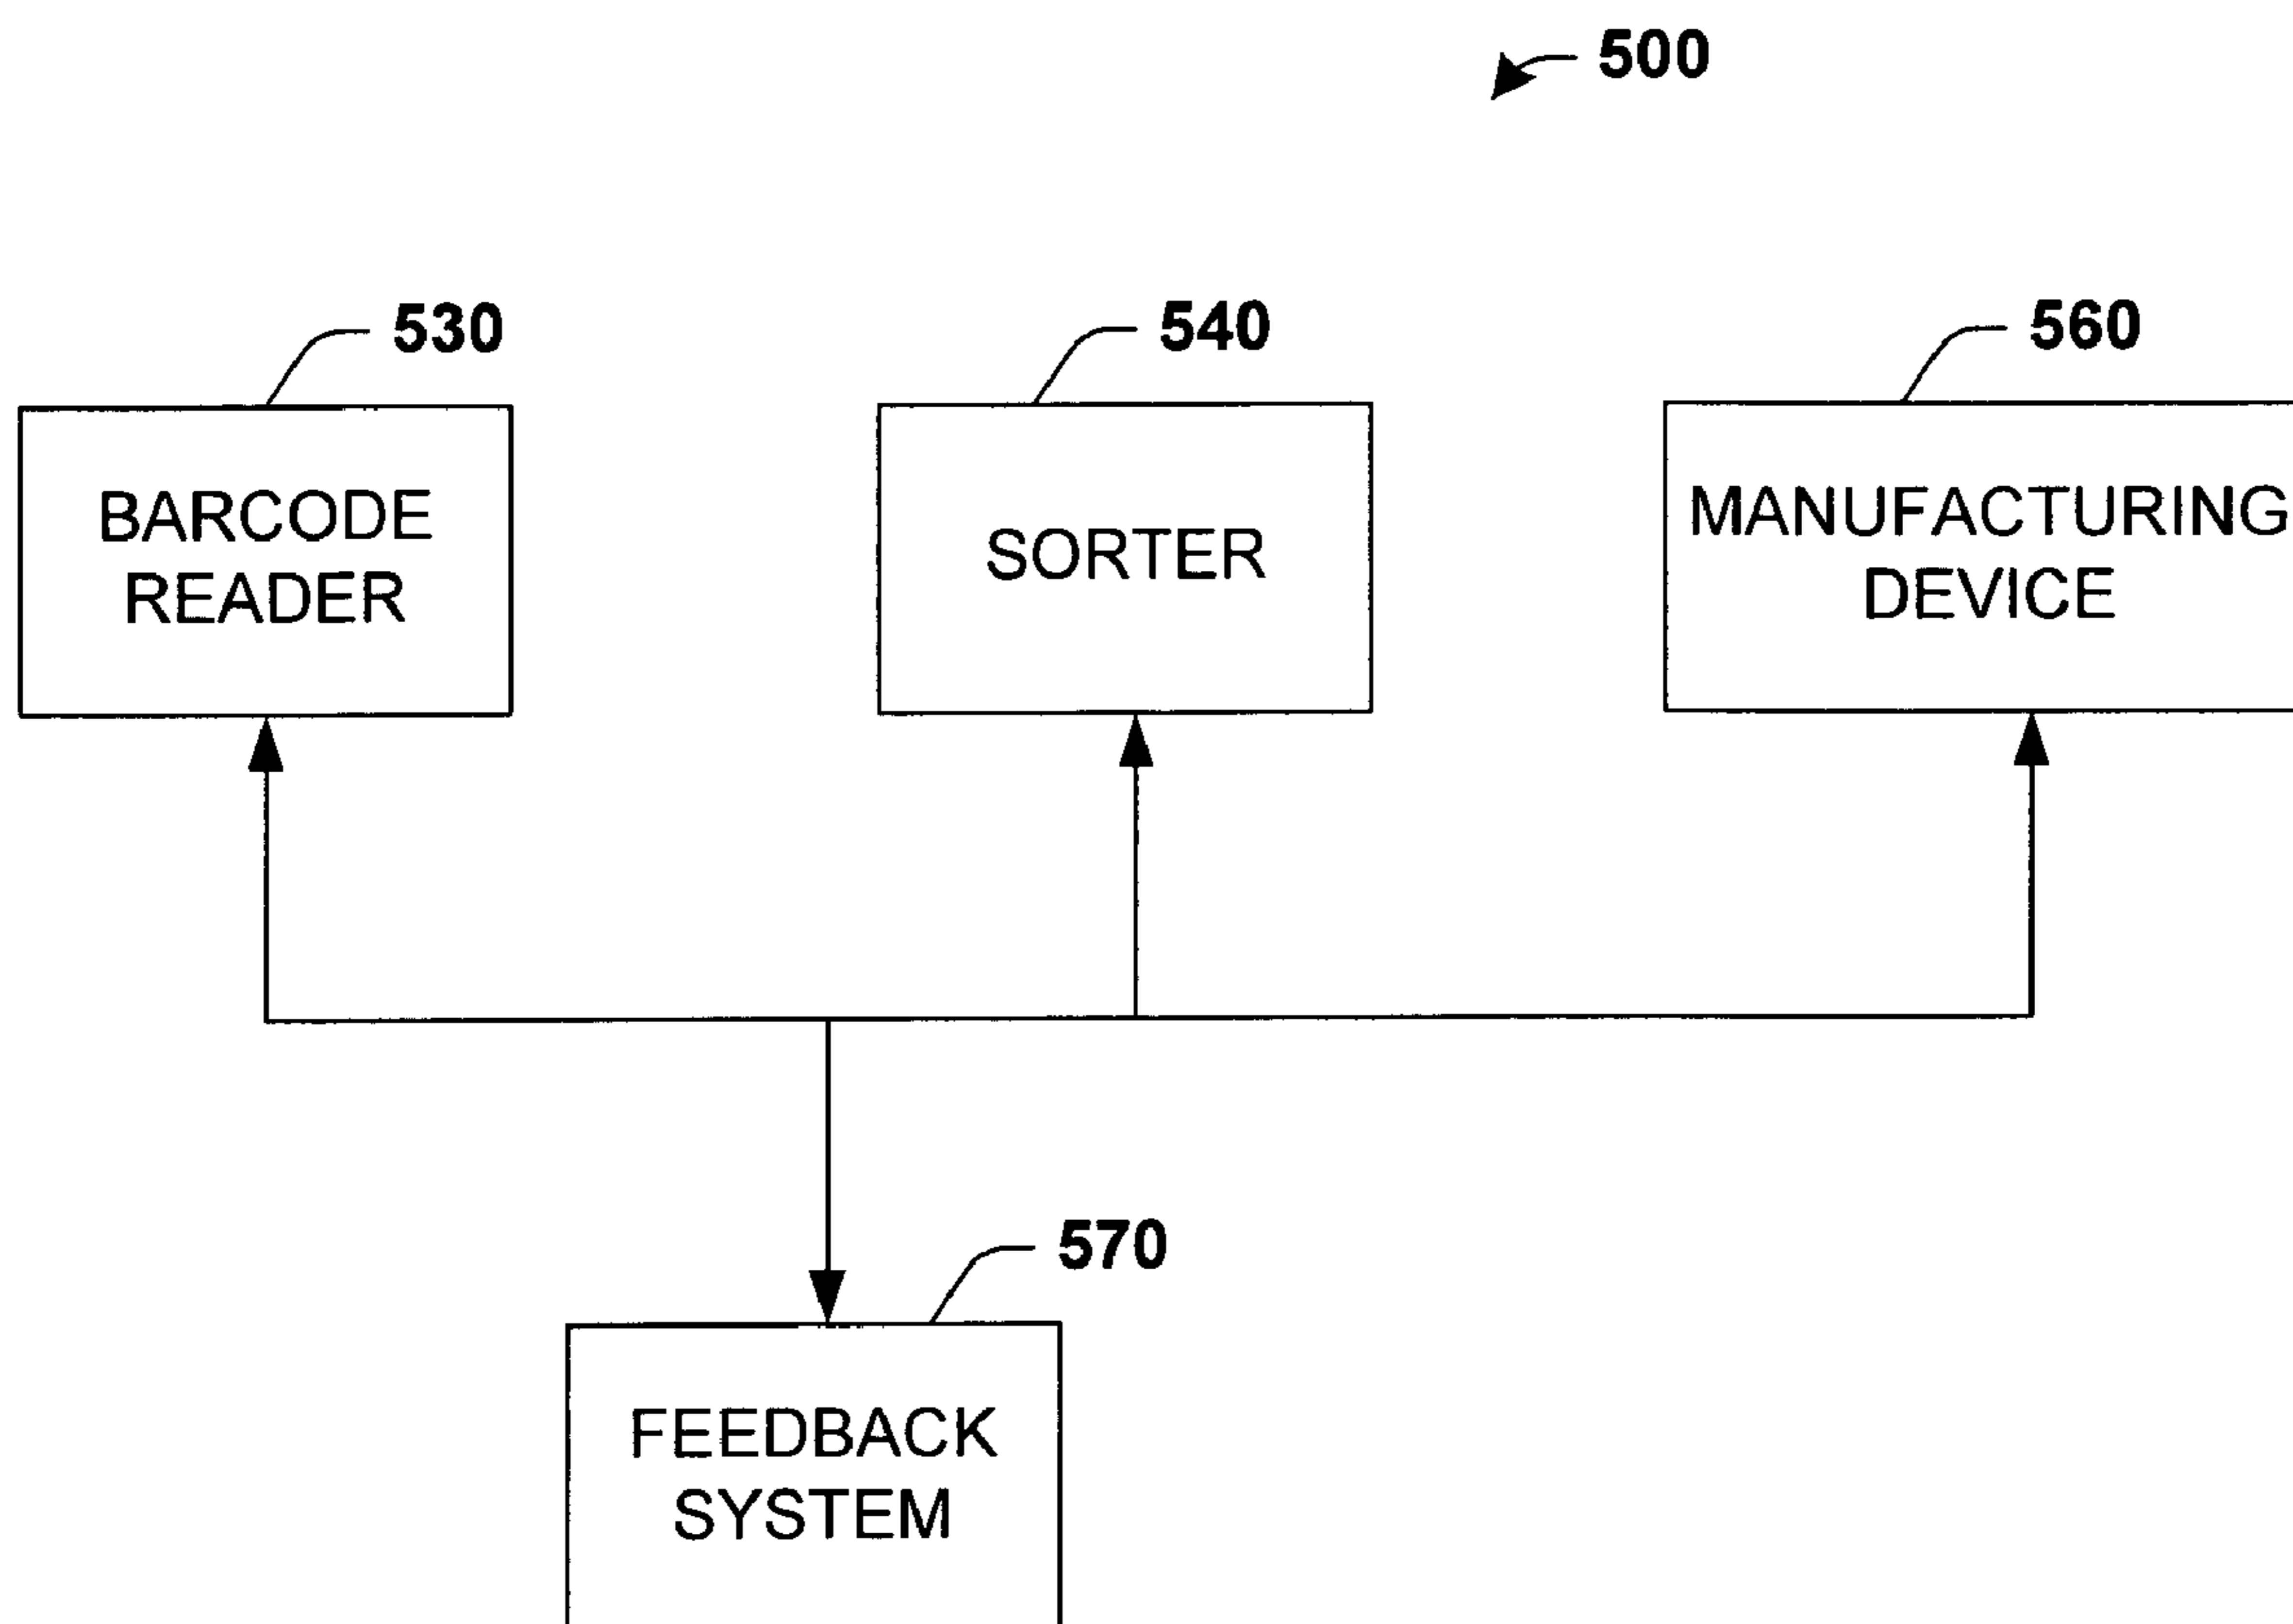 500
530
540
560
BARCODE
READER
SORTER
MANUFACTURING
DEVICE
570
FEEDBACK
SYSTEM